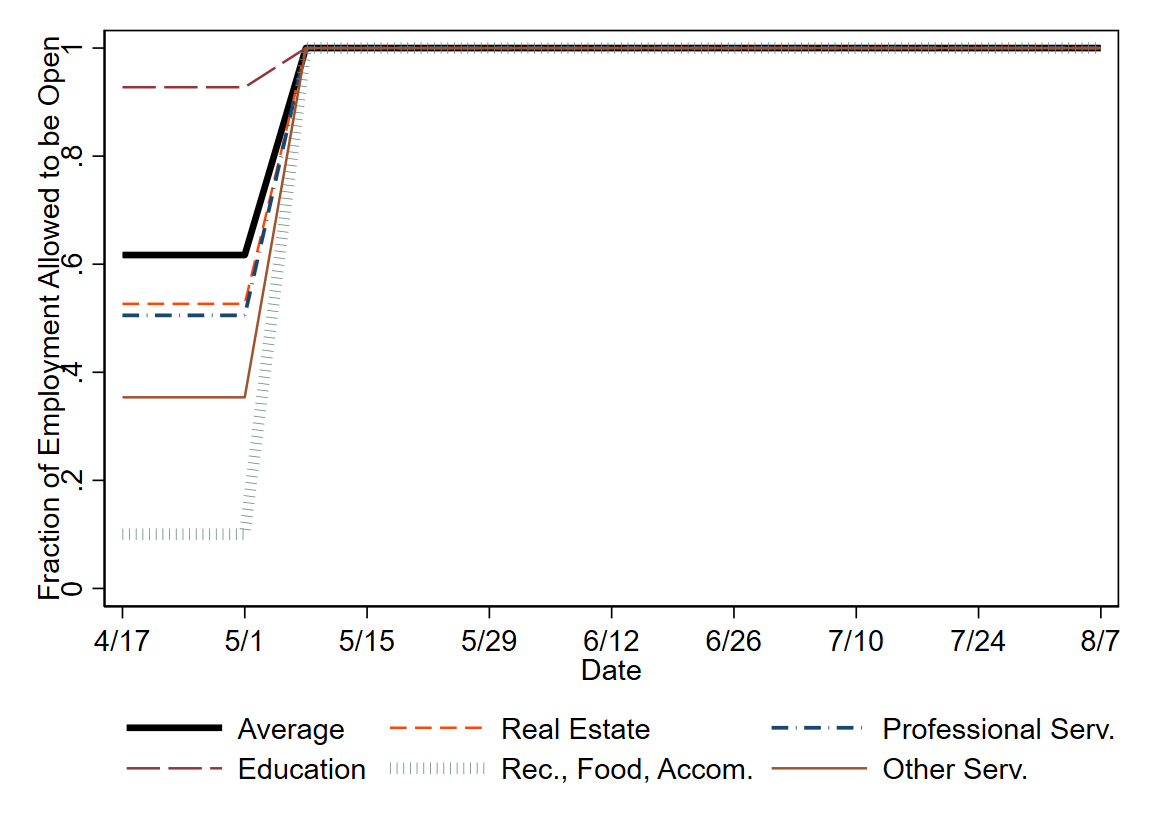 Fraction of Employment Allowed to be Open
1
.8
.6
.4
.2
0
4/17 5/1 5/15 5/29 6/12 6/26 7/10 7/24 8/7
Date
Average Real Estate Professional Serv.
Education Rec., Food, Accom. Other Serv.